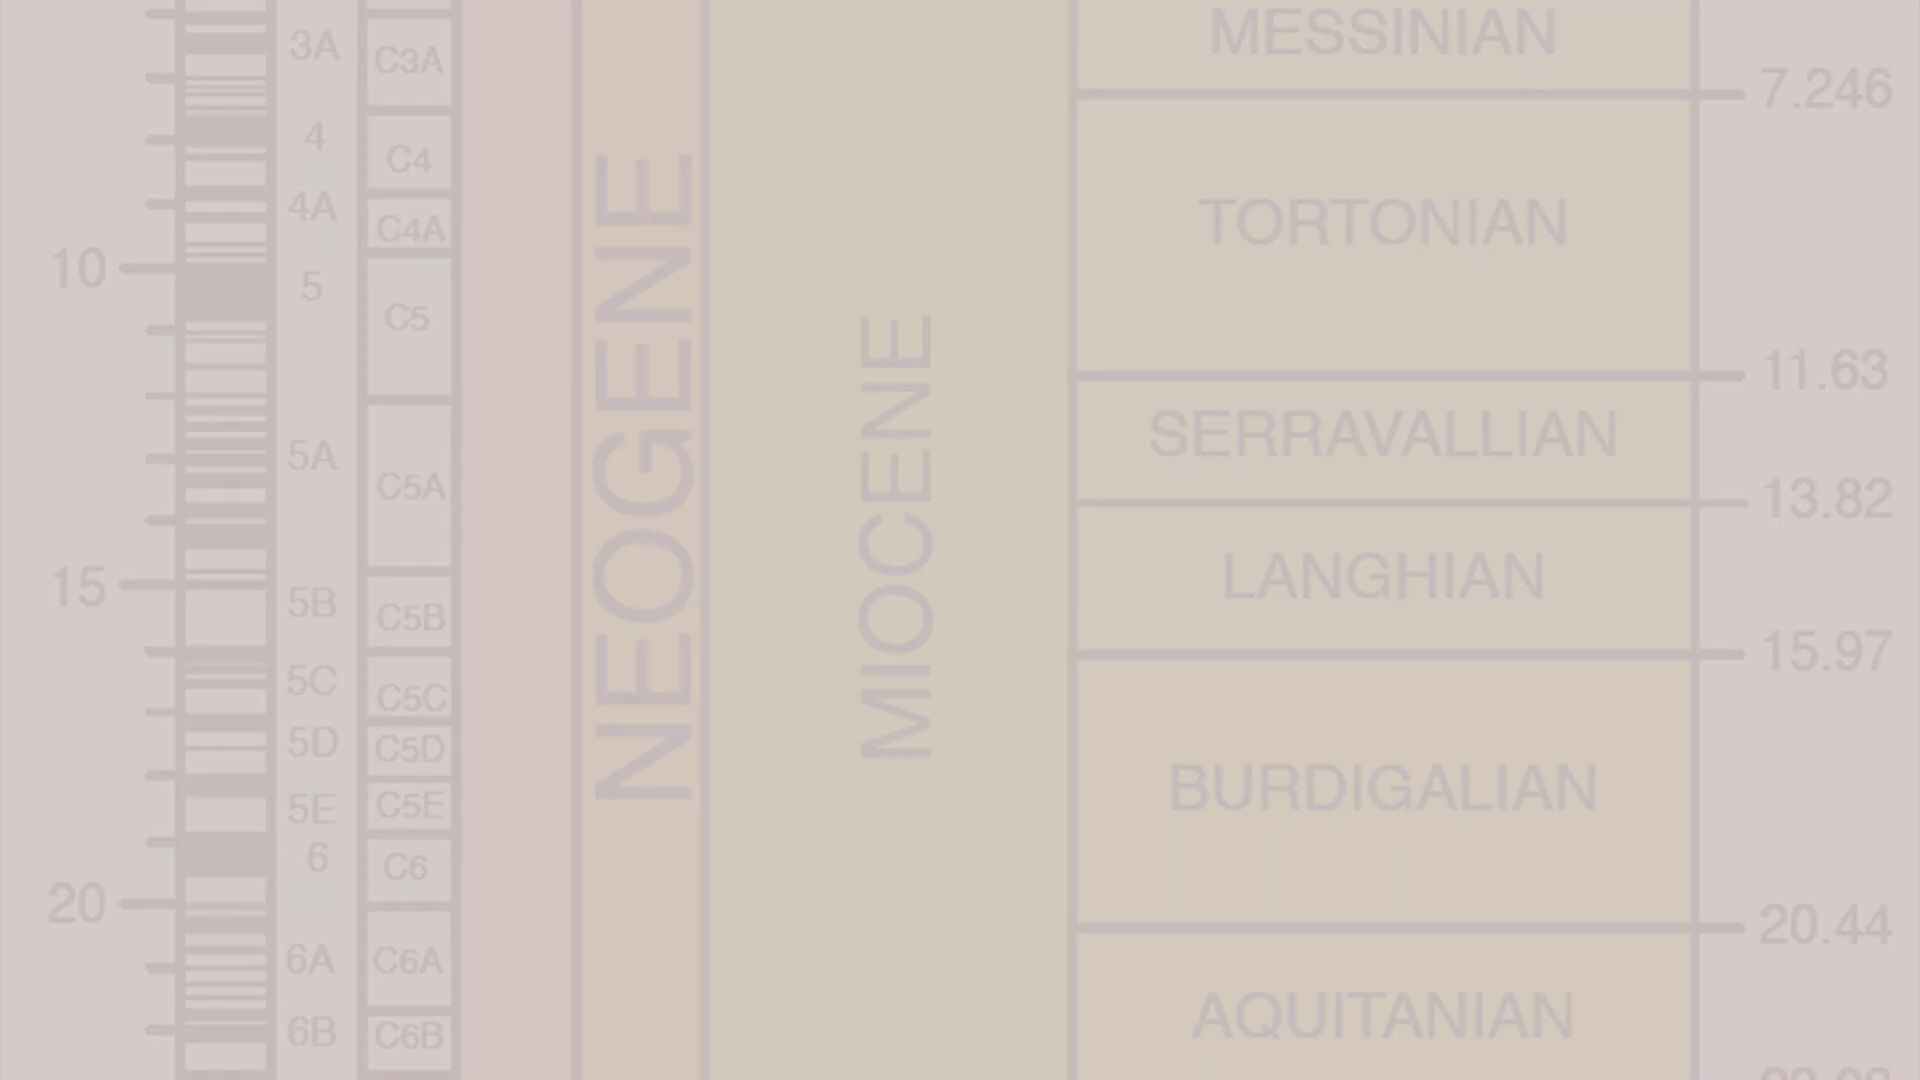 3A
C3A
MESSINIAN
7.246
4
C4
4A
C4A
TORTONIAN
10
5
C5
11.63
5A
C5A
SERRAVALLIAN
13.82
NEOGENE
MIOCENE
LANGHIAN
15
5B
C5B
15.97
5C
C5C
5D
C5D
BURDIGALIAN
5E
C5E
6
C6
20
20.44
6A
C6A
AQUITANIAN
6B
C6B